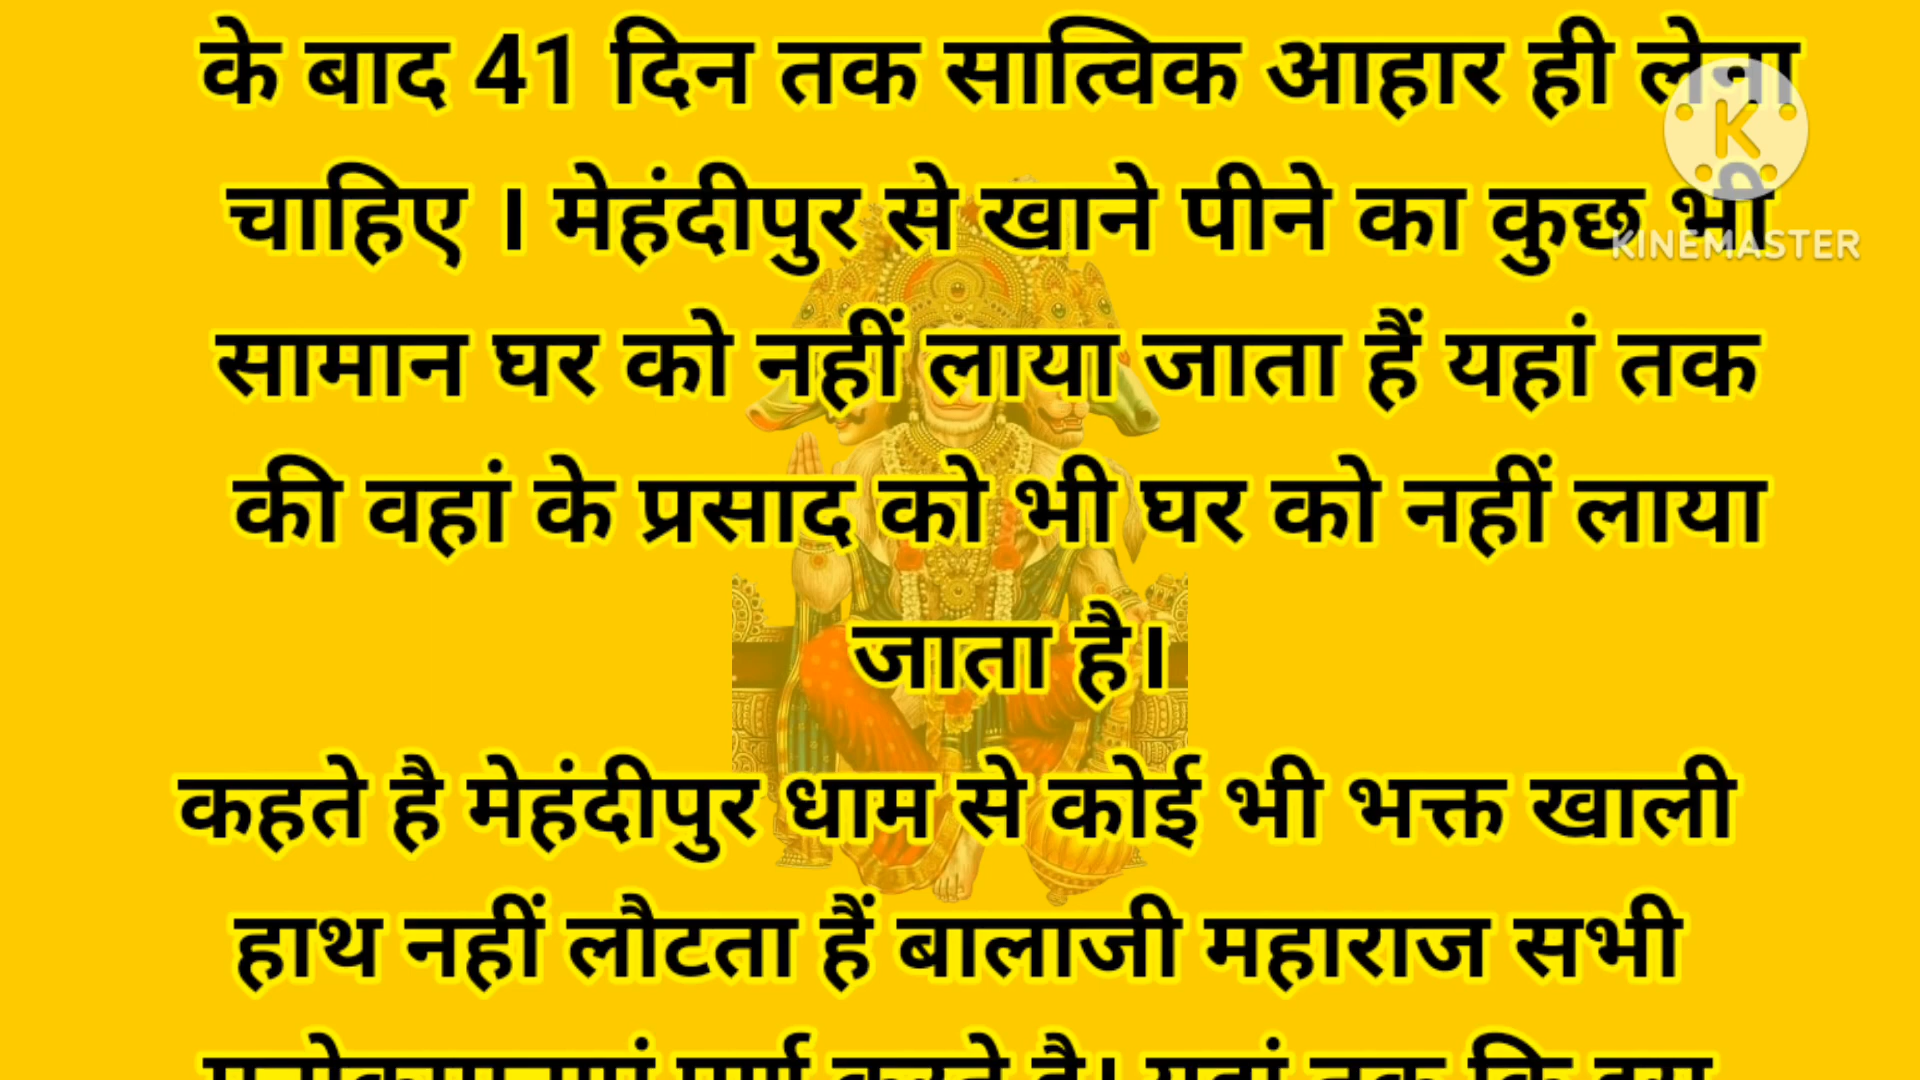 के बाद 41 दिन तक सात्विक आहार ही लेना
चाहिए । मेहंदीपुर से खाने पीने का कुछ भी
KINEMASTER
सामान घर को नहीं लाया जाता हैं यहां तक
की वहां के प्रसाद को भी घर को नहीं लाया
जाता है।
कहते है मेहंदीपुर धाम से कोई भी भक्त खाली
हाथ नहीं लौटता हैं बालाजी महाराज सभी